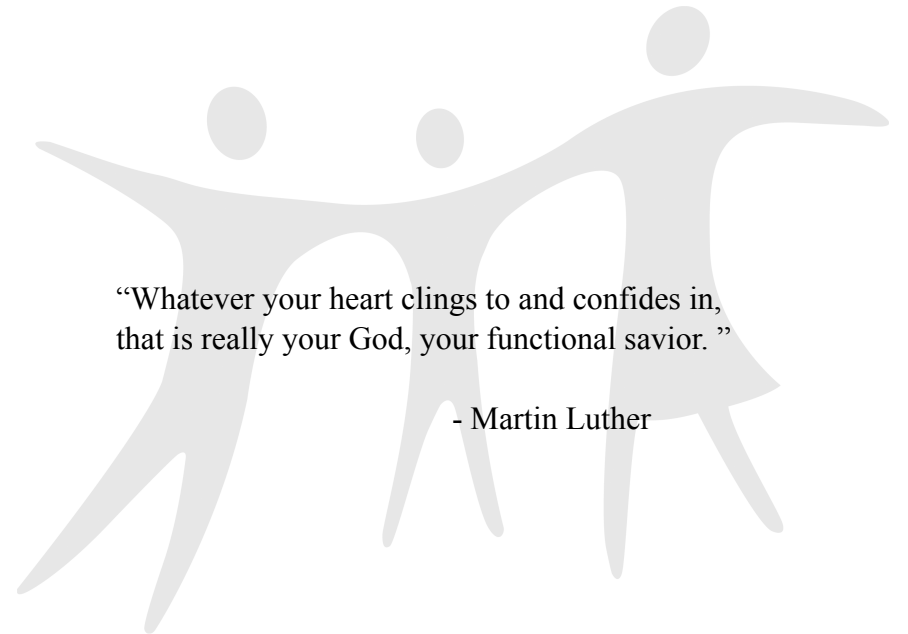 “Whatever your heart clings to and confides in,
that is really your God, your functional savior. ”
- Martin Luther